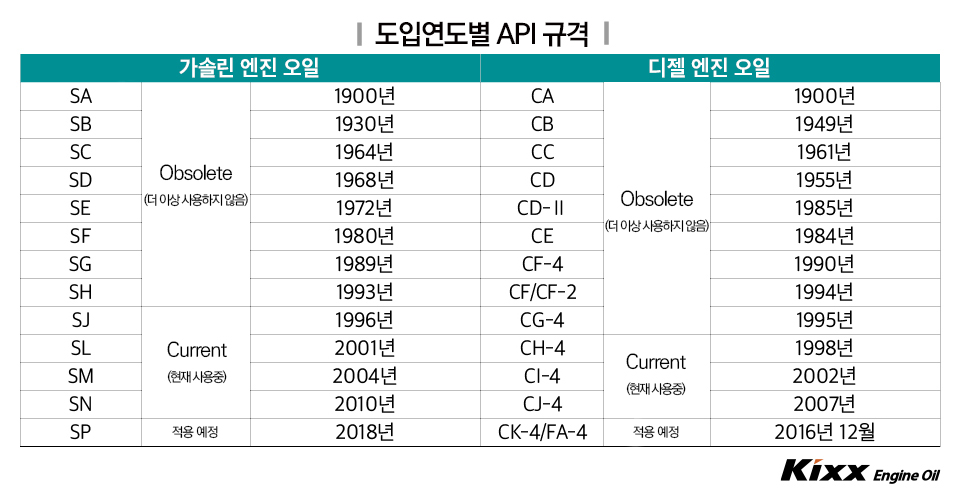 도입연도별 API 규격
가솔린 엔진 오일 디젤 엔진 오일
SA 1900년 CA 1900년
SB 1930년 CB 1949년
SC 1964년 CC 1961년
Obsolete
SD 1968년 CD 1955년
(더 이상 사용하지 않음) Obsolete
SE 1972년 CD-II 1985년
(더 이상 사용하지 않음)
SF 1980년 CE 1984년
SG 1989년 CF-4 1990년
SH 1993년 CF/CF-2 1994년
SJ 1996년 CG-4 1995년
SL Current 2001년 CH-4 1998년
Current
SM (현재 사용중) 2004년 CI-4 2002년
(현재 사용중)
SN 2010년 CJ-4 2007년
SP 적용 예정 2018년 CK-4/FA-4 적용 예정 2016년 12월
Kixx Engine Oil